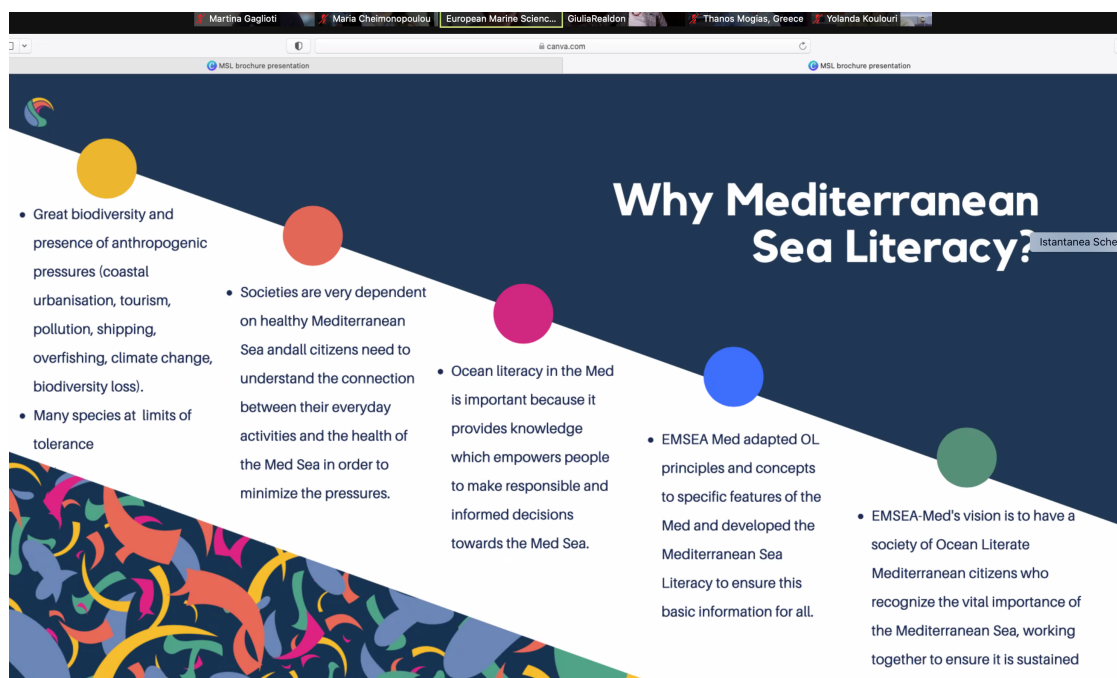 Martina Gaglioti
Maria Cheimonopoulou
European Marine Scienc...
GiuliaRealdon
Thanos Mogias, Greece
Yolanda Koulouri
canva.com
MSL brochure presentation
MSL brochure presentation
Why Mediterranean
Sea Literacy?
Istantanea Sche
• Great biodiversity and
presence of anthropogenic
pressures (coastal
urbanisation, tourism,
pollution, shipping,
overfishing, climate change,
biodiversity loss).
• Many species at limits of
tolerance
• Societies are very dependent
on healthy Mediterranean
Sea andall citizens need to
understand the connection
between their everyday
activities and the health of
the Med Sea in order to
minimize the pressures.
• Ocean literacy in the Med
is important because it
provides knowledge
which empowers people
to make responsible and
informed decisions
towards the Med Sea.
• EMSEA Med adapted OL
principles and concepts
to specific features of the
Med and developed the
Mediterranean Sea
Literacy to ensure this
basic information for all.
• EMSEA-Med's vision is to have a
society of Ocean Literate
Mediterranean citizens who
recognize the vital importance of
the Mediterranean Sea, working
together to ensure it is sustained